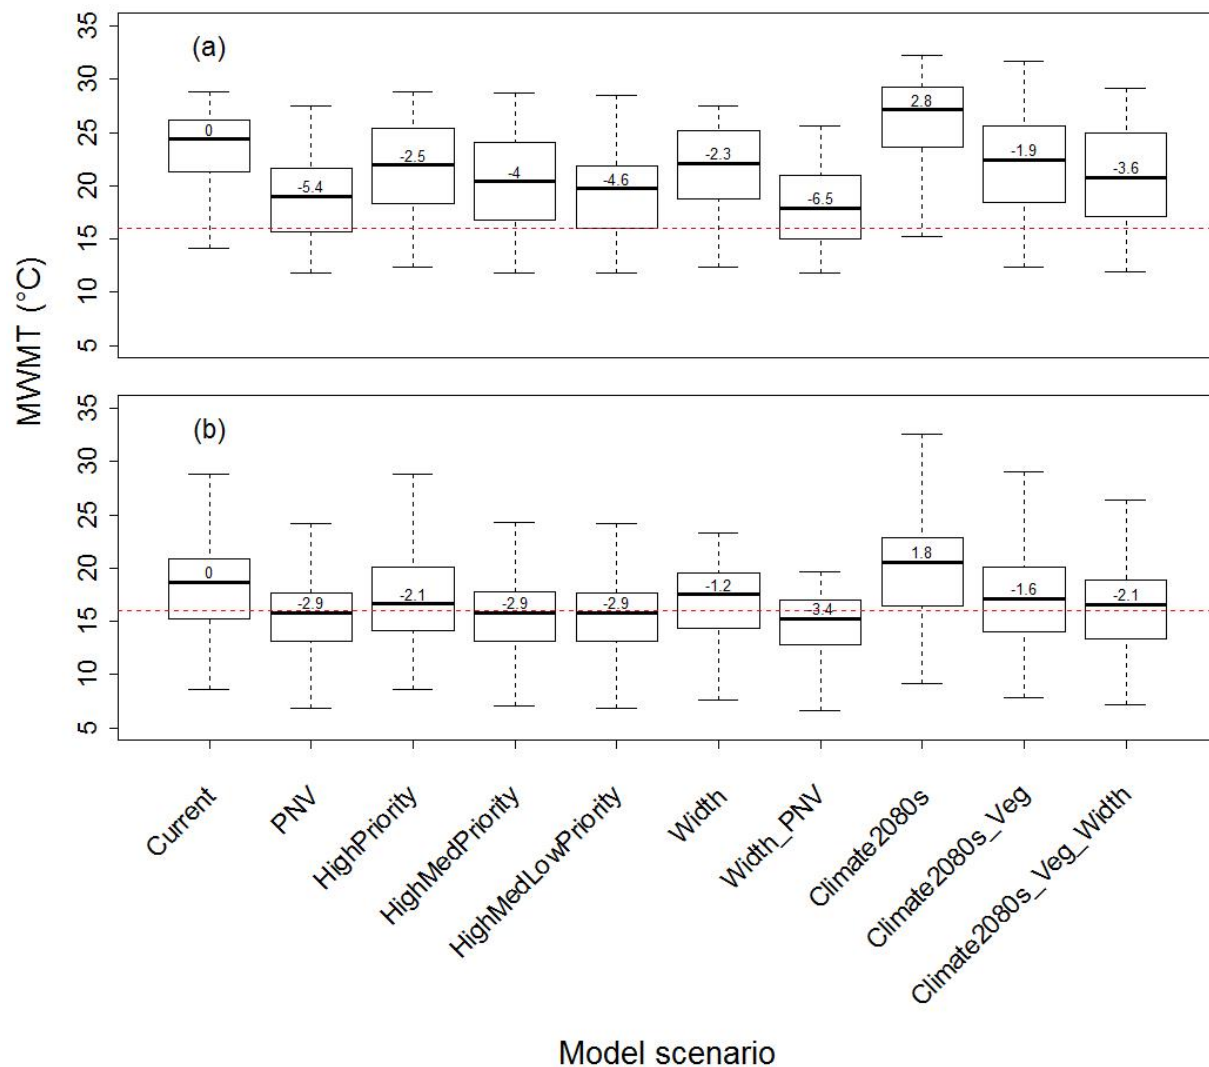 (a)
35
30
25
20
15
10
5
0
-5.4
-2.5
-4
-4.6
-2.3
-6.5
2.8
-1.9
-3.6
MWMT (°C)
(b)
35
30
25
20
15
10
5
0
-2.9
-2.1
-2.9
-2.9
-1.2
-3.4
1.8
-1.6
-2.1
Current
PNV
HighPriority
HighMedPriority
HighMedLowPriority
Width
Width_PNV
Climate2080s
Climate2080s_Veg
Climate2080s_Veg_Width
Model scenario